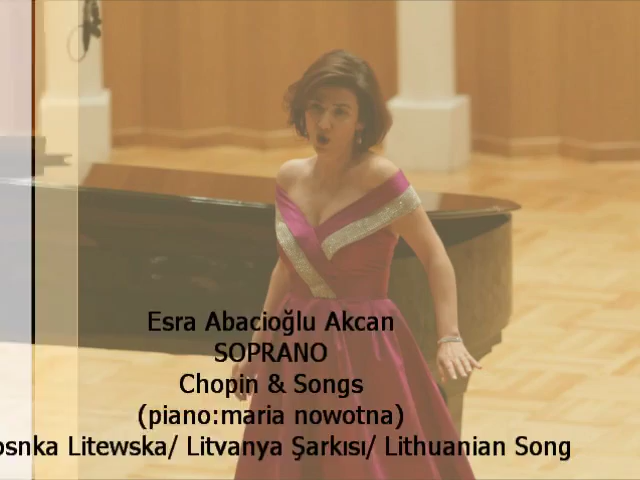 Esra Abacioğlu Akcan
SOPRANO
Chopin & Songs
(piano:maria nowotna)
osnka Litewska/ Litvanya Şarkısı/ Lithuanian Song